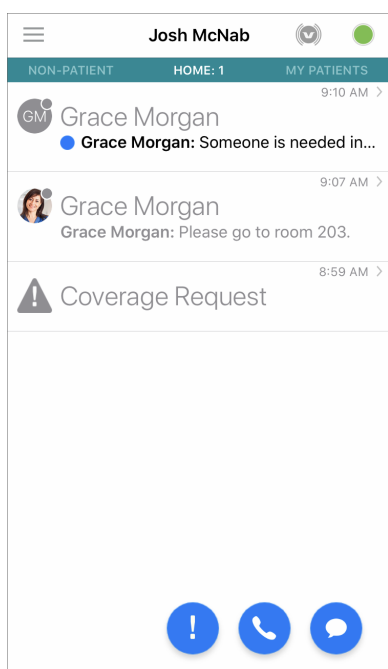 Josh McNab
NON-PATIENT HOME: 1 MY PATIENTS
9:10 AM
GM Grace Morgan
Grace Morgan: Someone is needed in...
9:07 AM
Grace Morgan
Grace Morgan: Please go to room 203.
8:59 AM
Coverage Request